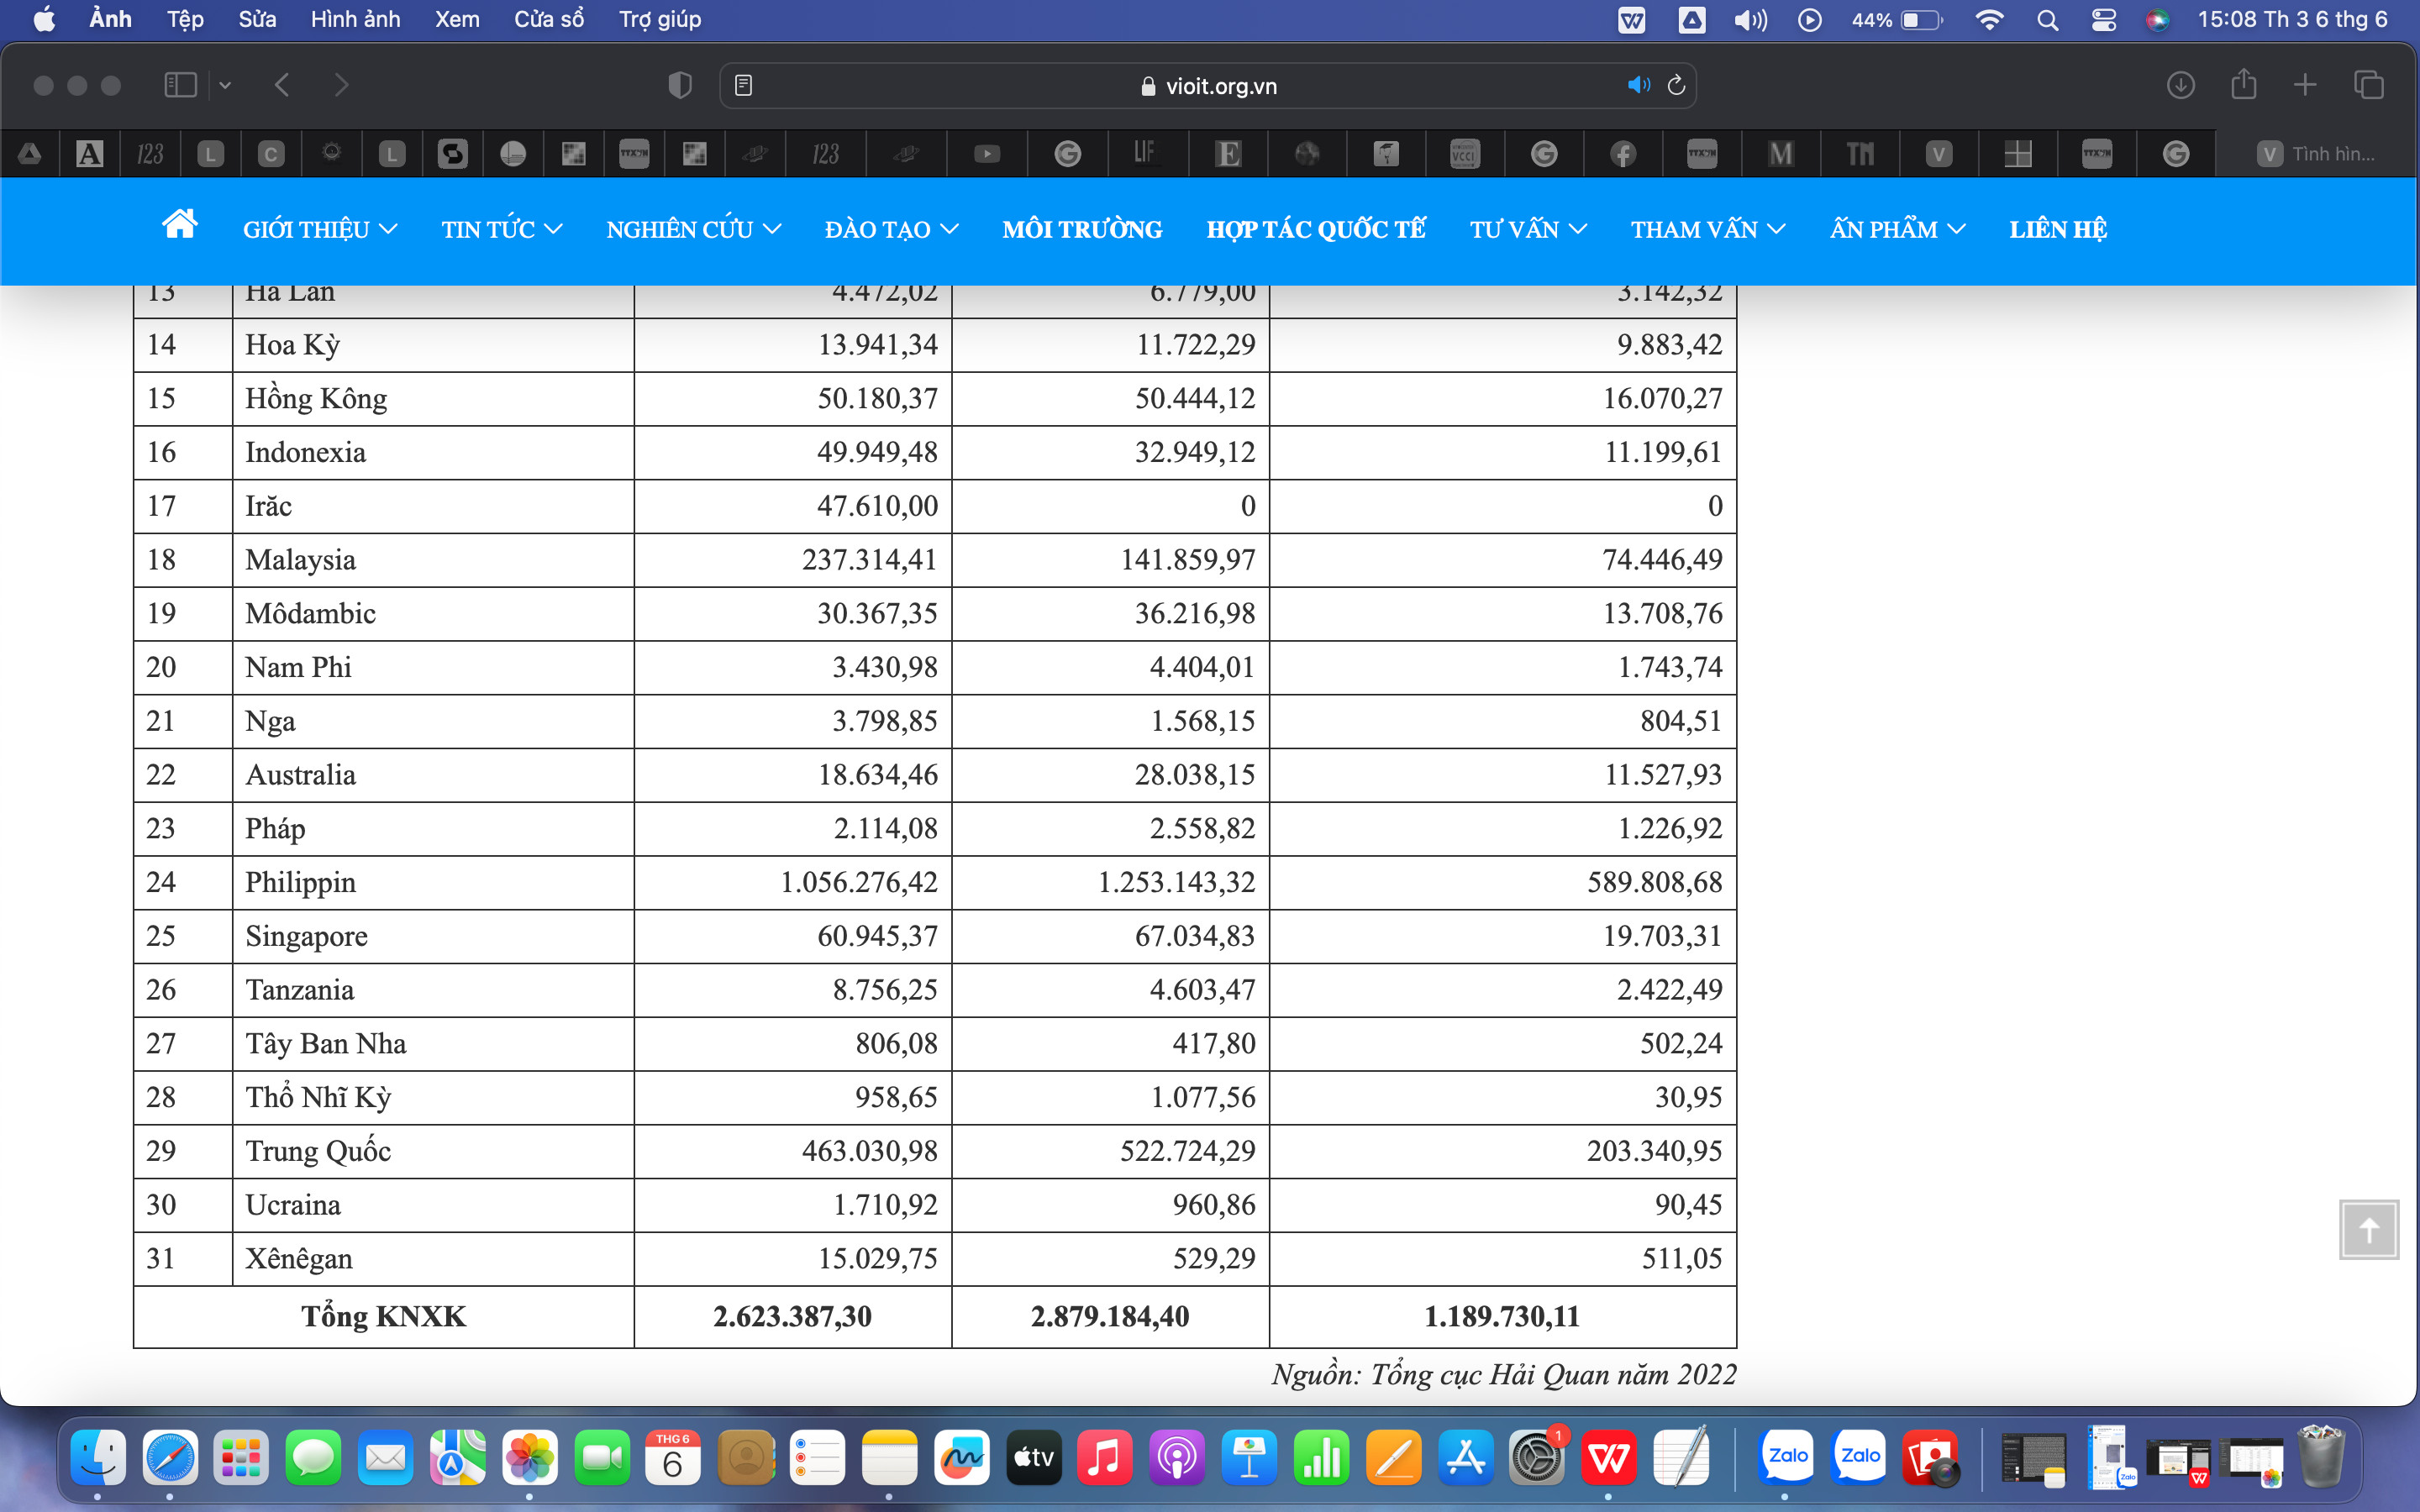 Ảnh Tệp Sửa Hình ảnh Xem Cửa sổ Trợ giúp 44% 15:08 Th 3 6 thg 6
vioit.org.vn
A 123 L C L S TTXVN 123 G LIF E VCCI G TTXVN M TM V TTXVN G V Tình hìn...
GIỚI THIỆU TIN TỨC NGHIÊN CỨU ĐÀO TẠO MÔI TRƯỜNG HỢP TÁC QUỐC TẾ TƯ VẤN THAM VẤN ẤN PHẨM LIÊN HỆ
13 Hà Lan 4.472,02 6.779,00 3.142,32
14 Hoa Kỳ 13.941,34 11.722,29 9.883,42
15 Hồng Kông 50.180,37 50.444,12 16.070,27
16 Indonexia 49.949,48 32.949,12 11.199,61
17 Irăc 47.610,00 0 0
18 Malaysia 237.314,41 141.859,97 74.446,49
19 Môdambic 30.367,35 36.216,98 13.708,76
20 Nam Phi 3.430,98 4.404,01 1.743,74
21 Nga 3.798,85 1.568,15 804,51
22 Australia 18.634,46 28.038,15 11.527,93
23 Pháp 2.114,08 2.558,82 1.226,92
24 Philippin 1.056.276,42 1.253.143,32 589.808,68
25 Singapore 60.945,37 67.034,83 19.703,31
26 Tanzania 8.756,25 4.603,47 2.422,49
27 Tây Ban Nha 806,08 417,80 502,24
28 Thổ Nhĩ Kỳ 958,65 1.077,56 30,95
29 Trung Quốc 463.030,98 522.724,29 203.340,95
30 Ucraina 1.710,92 960,86 90,45
31 Xênêgan 15.029,75 529,29 511,05
Tổng KNXK 2.623.387,30 2.879.184,40 1.189.730,11
Nguồn: Tổng cục Hải Quan năm 2022
THG 6
6
tv
1
Zalo Zalo